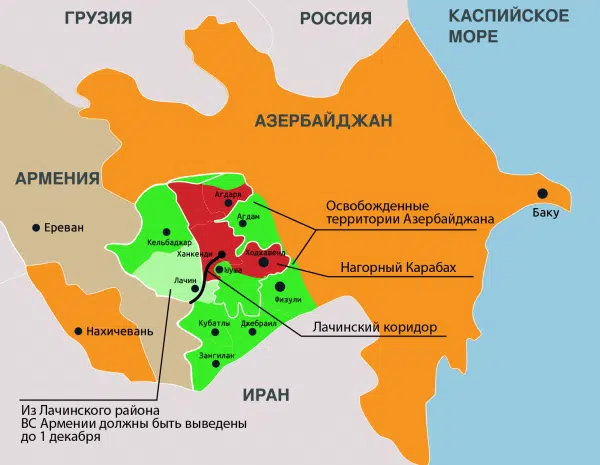 ГРУЗИЯ
РОССИЯ
КАСПИЙСКОЕ
МОРЕ
АЗЕРБАЙДЖАН
АРМЕНИЯ
Агдаря
Освобожденные
территории Азербайджана
Баку
Агдам
Ереван
Кельбаджар
Ханкенди
Ходжавенд
Нагорный Карабах
Шуша
Лачин
Физули
Лачинский коридор
Нахичевань
Кубатлы
Джебраил
Зангилан
ИРАН
Из Лачинского района
ВС Армении должны быть выведены
до 1 декабря